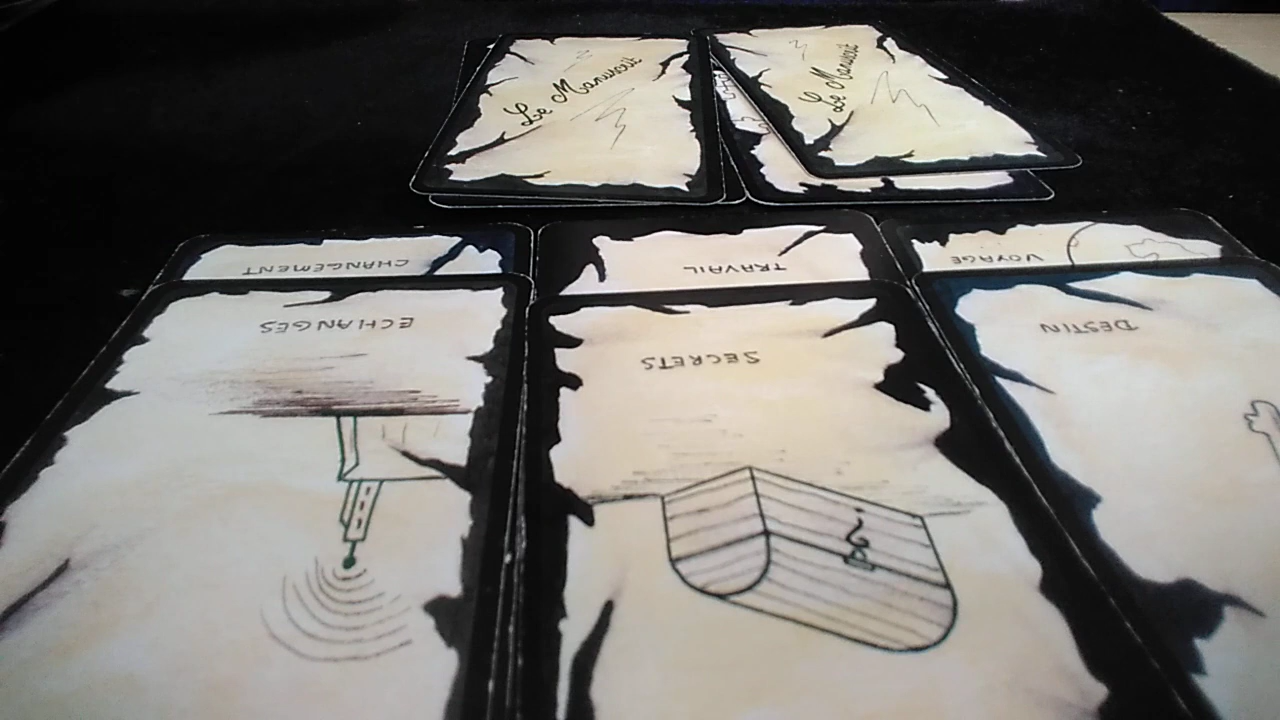 Le Manuscrit
Le Manuscrit
CHANGEMENT
TRAVAIL
VOYAGE
ECHANGES
SECRETS
DESTIN
?